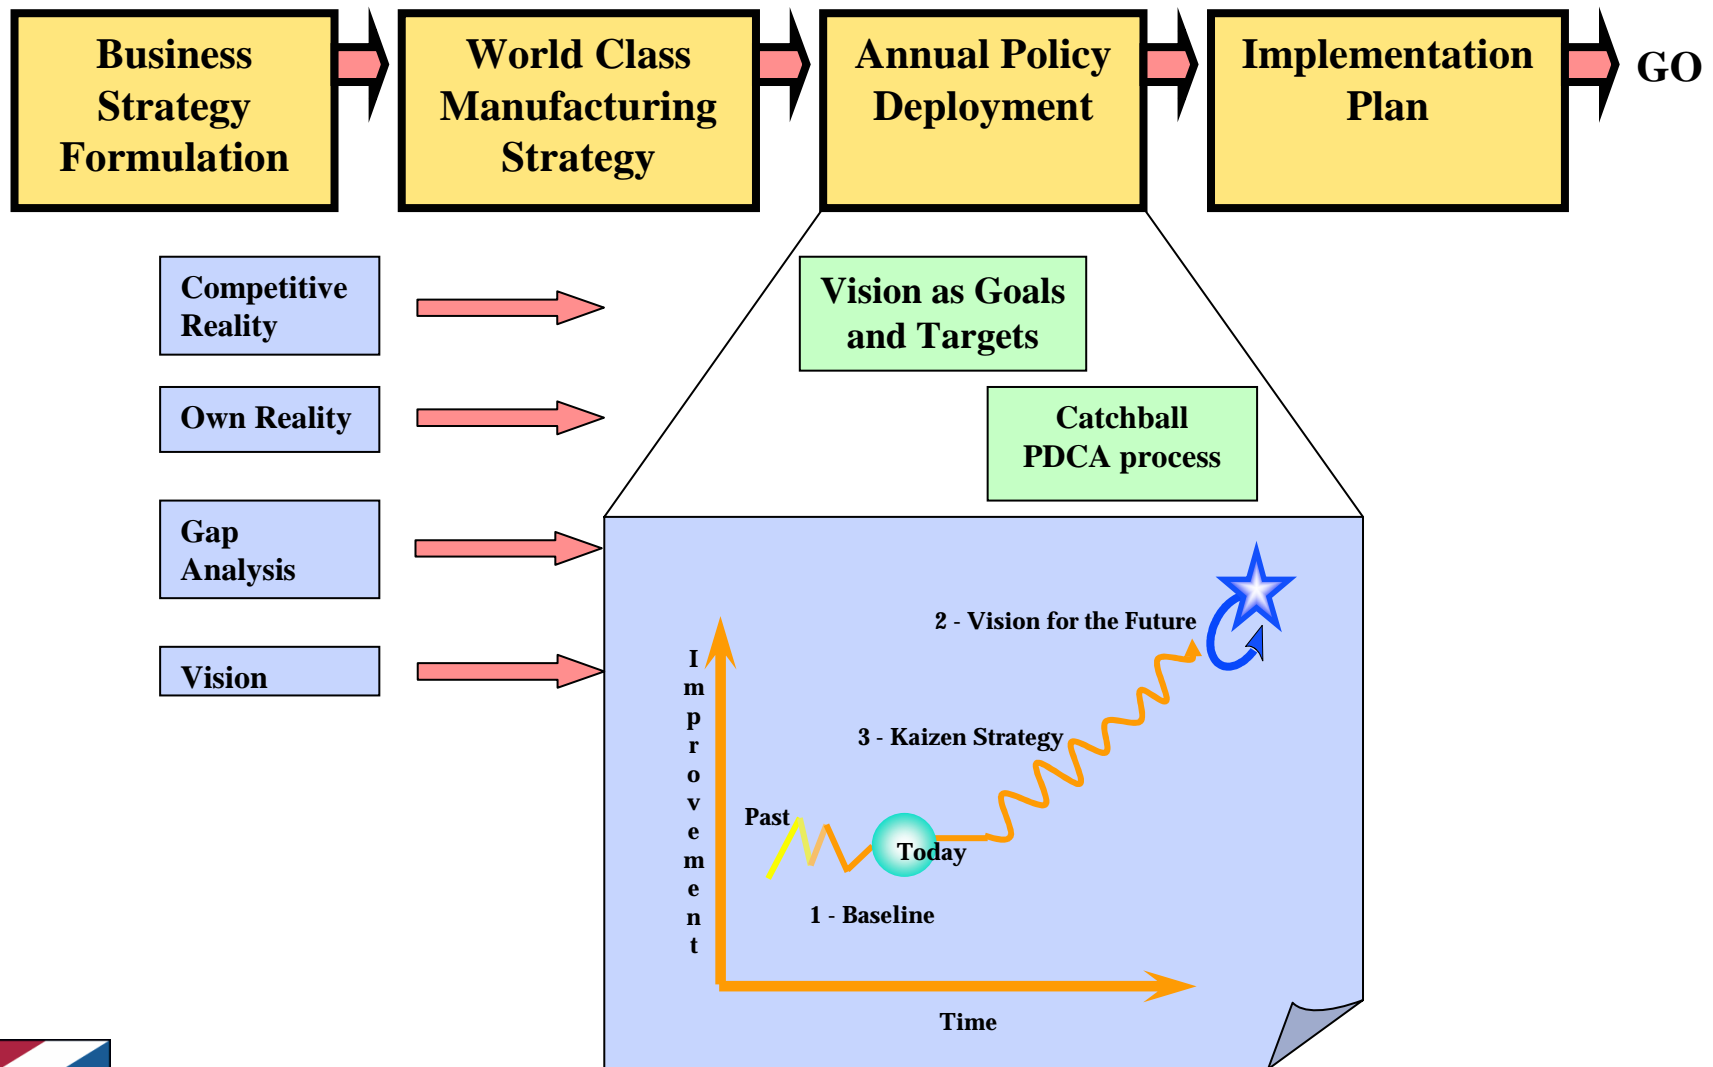 Business
Strategy
Formulation
World Class
Manufacturing
Strategy
Annual Policy
Deployment
Implementation
Plan
GO
Competitive
Reality
Own Reality
Gap
Analysis
Vision
Vision as Goals
and Targets
Catchball
PDCA process
2 - Vision for the Future
3 - Kaizen Strategy
Past
Today
1 - Baseline
Improvement
Time